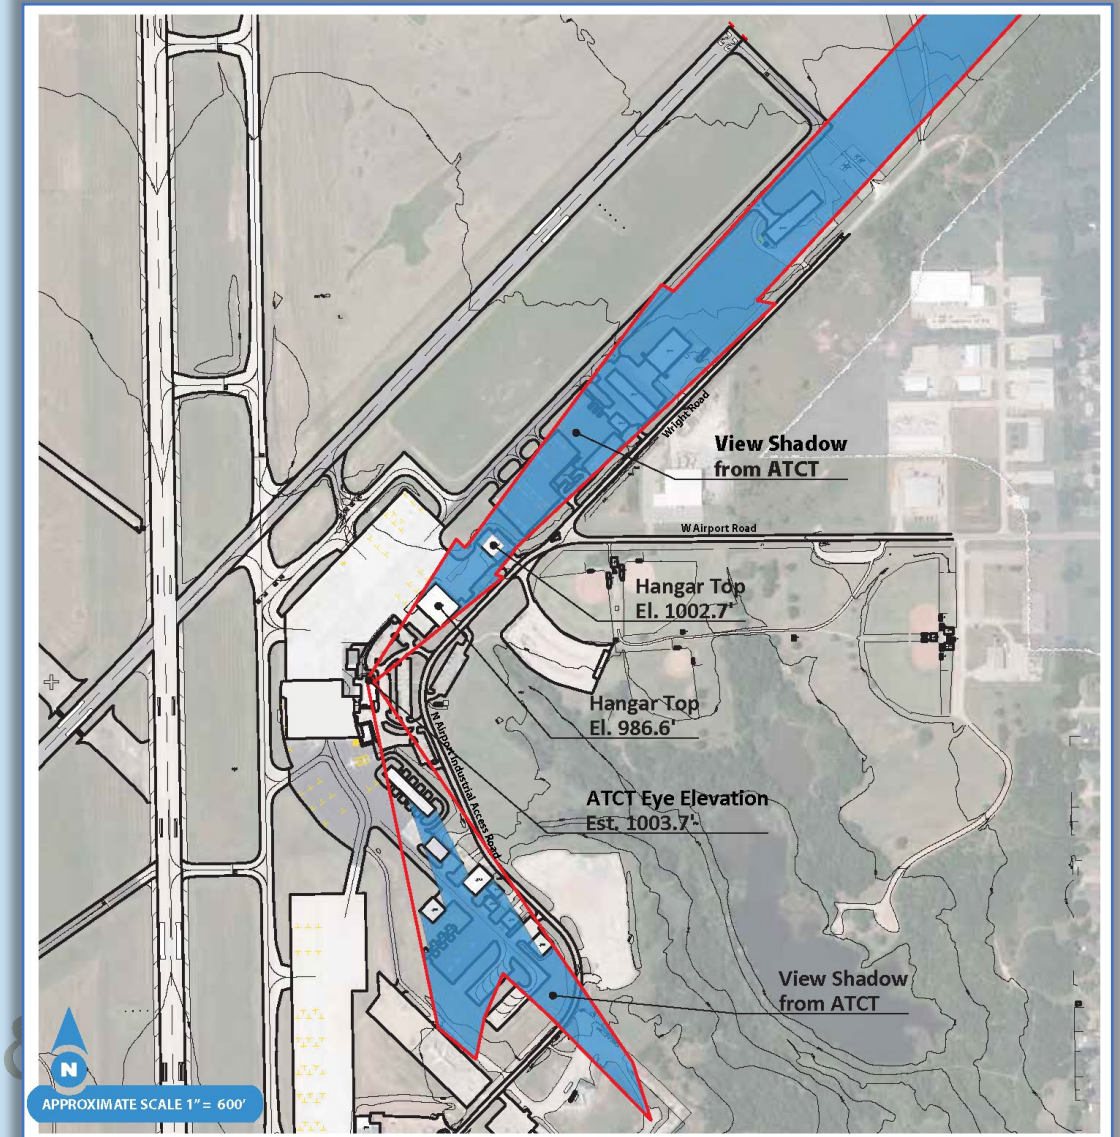 22
Wright Road
View Shadow
from ATCT
W Airport Road
Hangar Top
El. 1002.7'
Hangar Top
El. 986.6'
N Airport Industrial Access Road
ATCT Eye Elevation
Est. 1003.7'
View Shadow
from ATCT
N
APPROXIMATE SCALE 1" = 600'